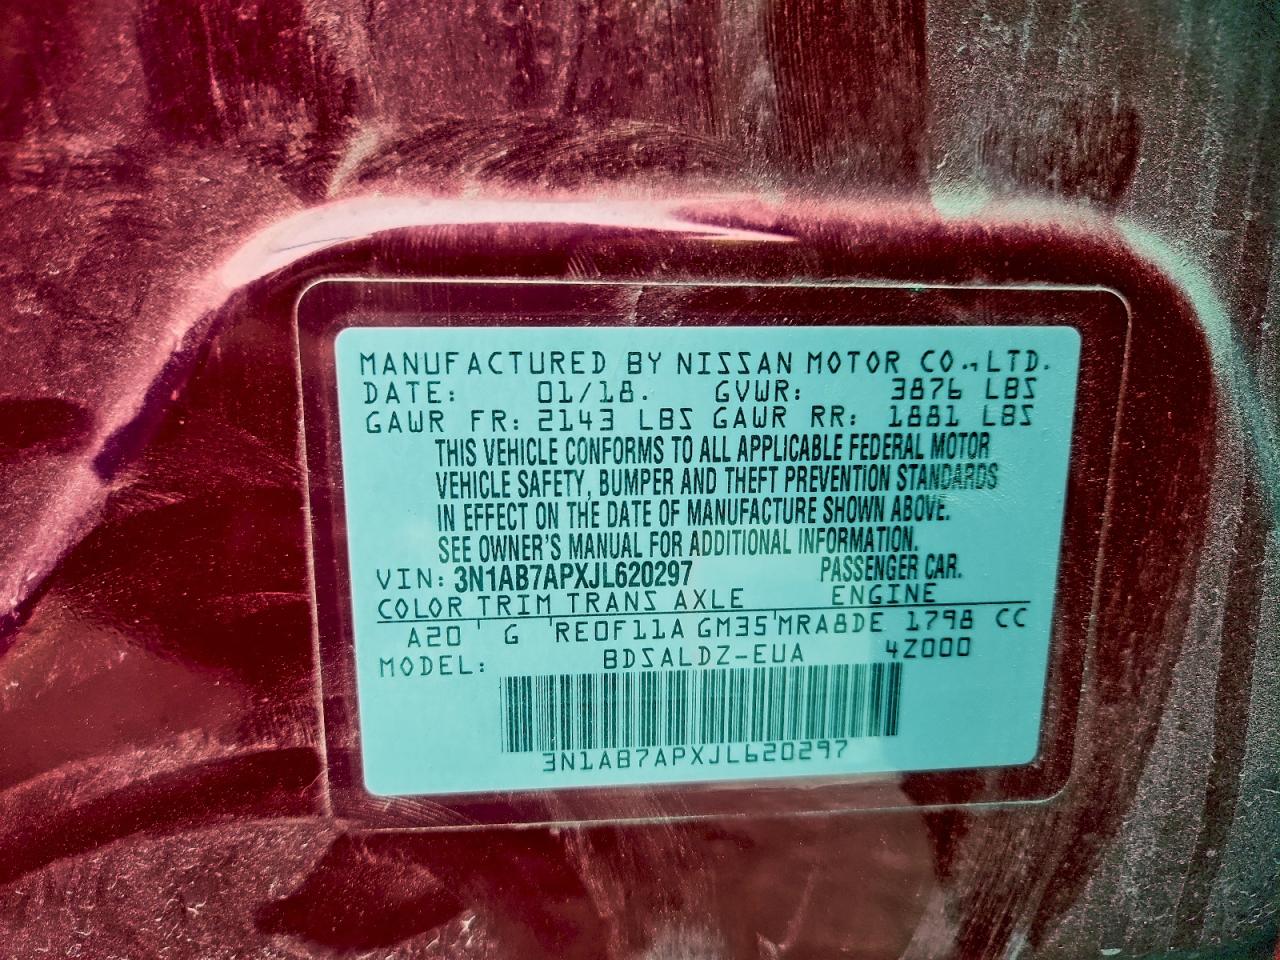 MANUFACTURED BY NISSAN MOTOR CO., LTD.
DATE: 01/18. GVWR: 3876 LBS
GAWR FR: 2143 LBS GAWR RR: 1881 LBS
THIS VEHICLE CONFORMS TO ALL APPLICABLE FEDERAL MOTOR
VEHICLE SAFETY, BUMPER AND THEFT PREVENTION STANDARDS
IN EFFECT ON THE DATE OF MANUFACTURE SHOWN ABOVE.
SEE OWNER'S MANUAL FOR ADDITIONAL INFORMATION.
VIN: 3N1AB7APXJL620297 PASSENGER CAR.
COLOR TRIM TRANS AXLE ENGINE
A20 G RE0F11A GM35 MRA8DE 1798 CC
MODEL: BDSALDZ-EUA 4Z000
3N1AB7APXJL620297